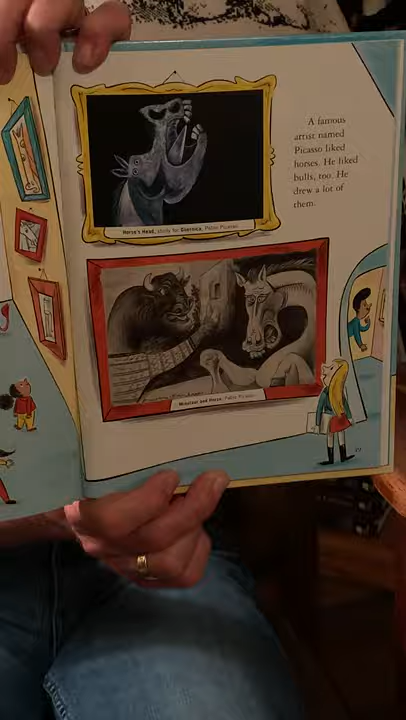 A famous
artist named
Picasso liked
horses. He liked
bulls, too. He
drew a lot of
them.
Horse's Head, study for Guernica, Pablo Picasso
Minotaur and Horse, Pablo Picasso